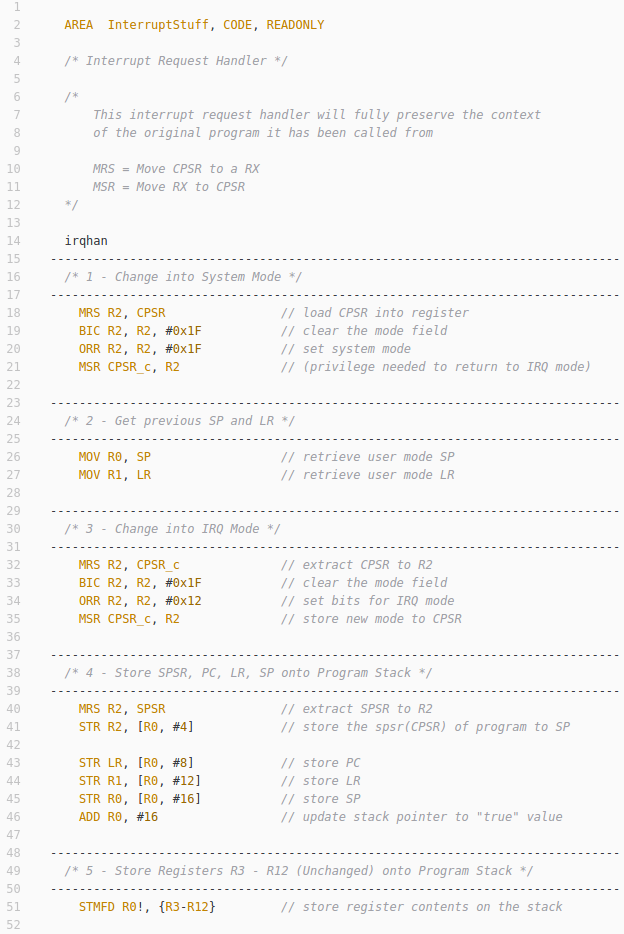 1
2 AREA InterruptStuff, CODE, READONLY
3
4 /* Interrupt Request Handler */
5
6 /*
7 This interrupt request handler will fully preserve the context
8 of the original program it has been called from
9
10 MRS = Move CPSR to a RX
11 MSR = Move RX to CPSR
12 */
13
14 irqhan
15 -------------------------------------------------------------------------------
16 /* 1 - Change into System Mode */
17 -------------------------------------------------------------------------------
18 MRS R2, CPSR // load CPSR into register
19 BIC R2, R2, #0x1F // clear the mode field
20 ORR R2, R2, #0x1F // set system mode
21 MSR CPSR_c, R2 // (privilege needed to return to IRQ mode)
22
23 -------------------------------------------------------------------------------
24 /* 2 - Get previous SP and LR */
25 -------------------------------------------------------------------------------
26 MOV R0, SP // retrieve user mode SP
27 MOV R1, LR // retrieve user mode LR
28
29 -------------------------------------------------------------------------------
30 /* 3 - Change into IRQ Mode */
31 -------------------------------------------------------------------------------
32 MRS R2, CPSR_c // extract CPSR to R2
33 BIC R2, R2, #0x1F // clear the mode field
34 ORR R2, R2, #0x12 // set bits for IRQ mode
35 MSR CPSR_c, R2 // store new mode to CPSR
36
37 -------------------------------------------------------------------------------
38 /* 4 - Store SPSR, PC, LR, SP onto Program Stack */
39 -------------------------------------------------------------------------------
40 MRS R2, SPSR // extract SPSR to R2
41 STR R2, [R0, #4] // store the spsr(CPSR) of program to SP
42
43 STR LR, [R0, #8] // store PC
44 STR R1, [R0, #12] // store LR
45 STR R0, [R0, #16] // store SP
46 ADD R0, #16 // update stack pointer to "true" value
47
48 -------------------------------------------------------------------------------
49 /* 5 - Store Registers R3 - R12 (Unchanged) onto Program Stack */
50 -------------------------------------------------------------------------------
51 STMFD R0!, {R3-R12} // store register contents on the stack
52